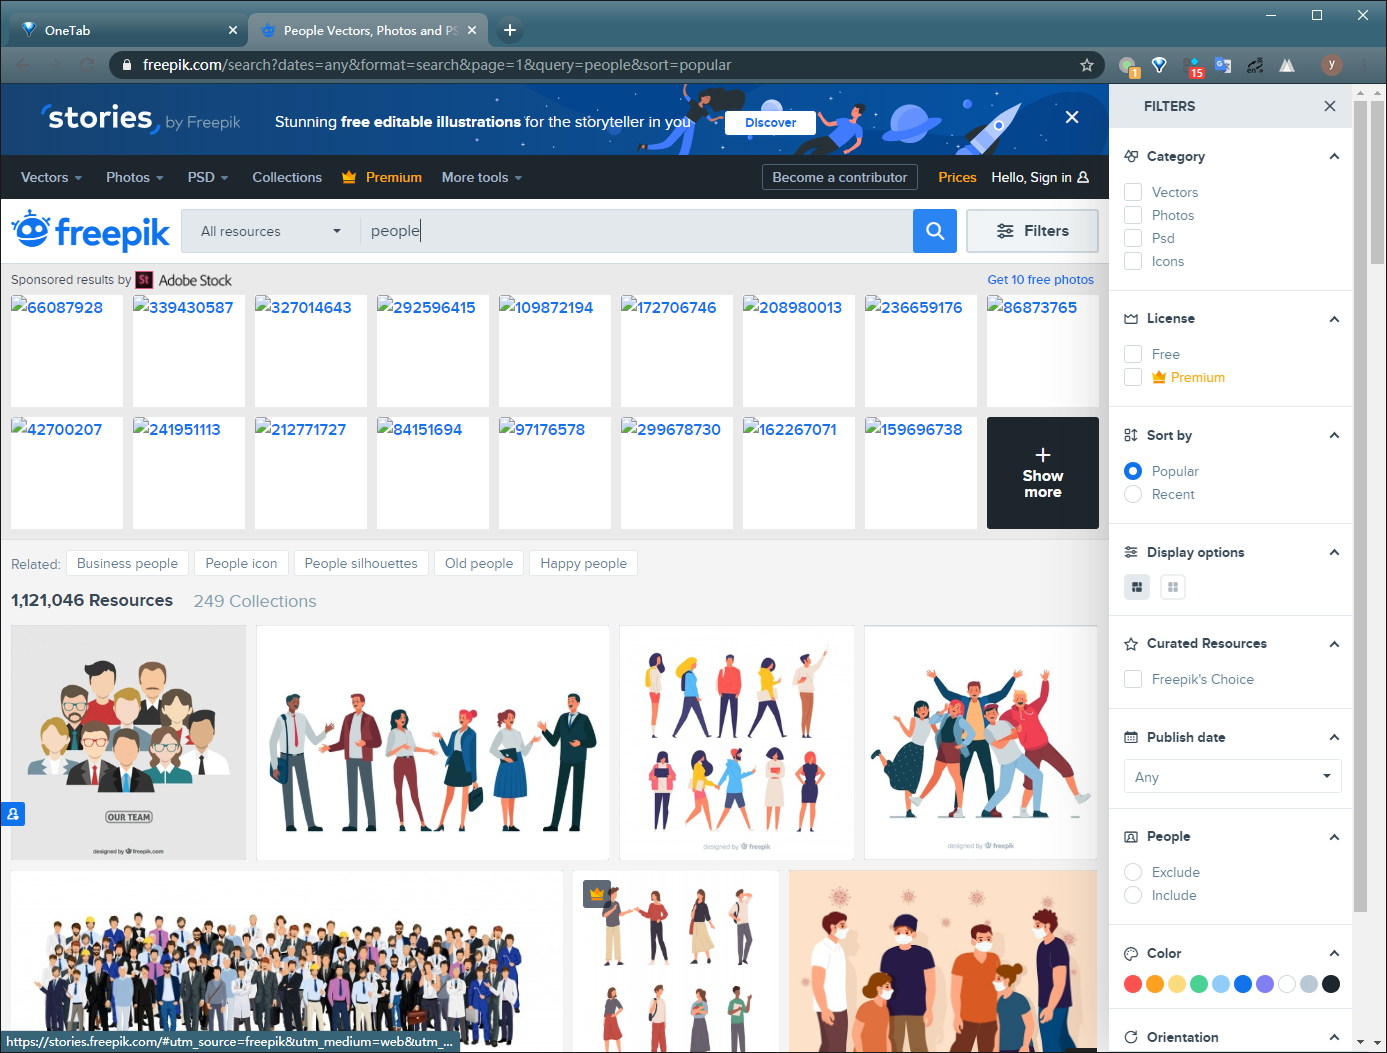 OneTab
People Vectors, Photos and PS
freepik.com/search?dates=any&format=search&page=1&query=people&sort=popular
1
15
en
y
stories by Freepik
Stunning free editable illustrations for the storyteller in you
Discover
Vectors
Photos
PSD
Collections
Premium
More tools
Become a contributor
Prices
Hello, Sign in
freepik
All resources
people
Filters
Sponsored results by St Adobe Stock
Get 10 free photos
66087928
339430587
327014643
292596415
109872194
172706746
208980013
236659176
86873765
42700207
241951113
212771727
84151694
97176578
299678730
162267071
159696738
+
Show
more
Related:
Business people
People icon
People silhouettes
Old people
Happy people
1,121,046 Resources
249 Collections
OUR TEAM
designed by freepik.com
designed by freepik
designed by freepik
https://stories.freepik.com/#utm_source=freepik&utm_medium=web&utm_...
FILTERS
Category
Vectors
Photos
Psd
Icons
License
Free
Premium
Sort by
Popular
Recent
Display options
Curated Resources
Freepik's Choice
Publish date
Any
People
Exclude
Include
Color
Orientation